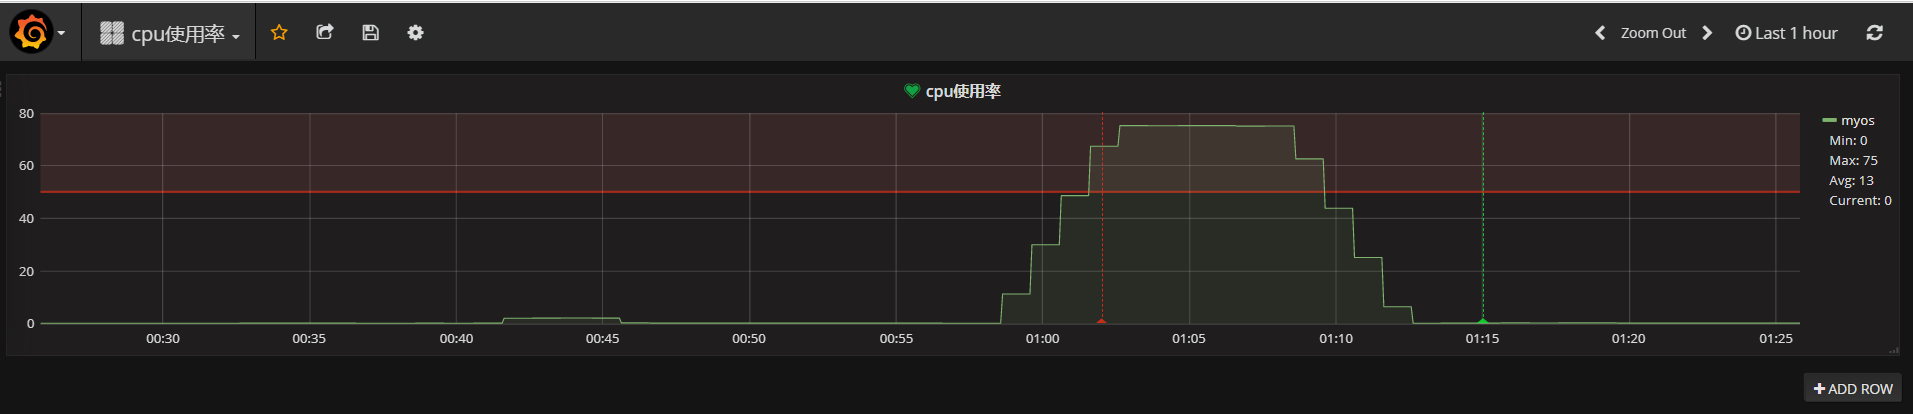 cpu使用率
Zoom Out
Last 1 hour
cpu使用率
80
60
40
20
0
00:30 00:35 00:40 00:45 00:50 00:55 01:00 01:05 01:10 01:15 01:20 01:25
myos
Min: 0
Max: 75
Avg: 13
Current: 0
ADD ROW